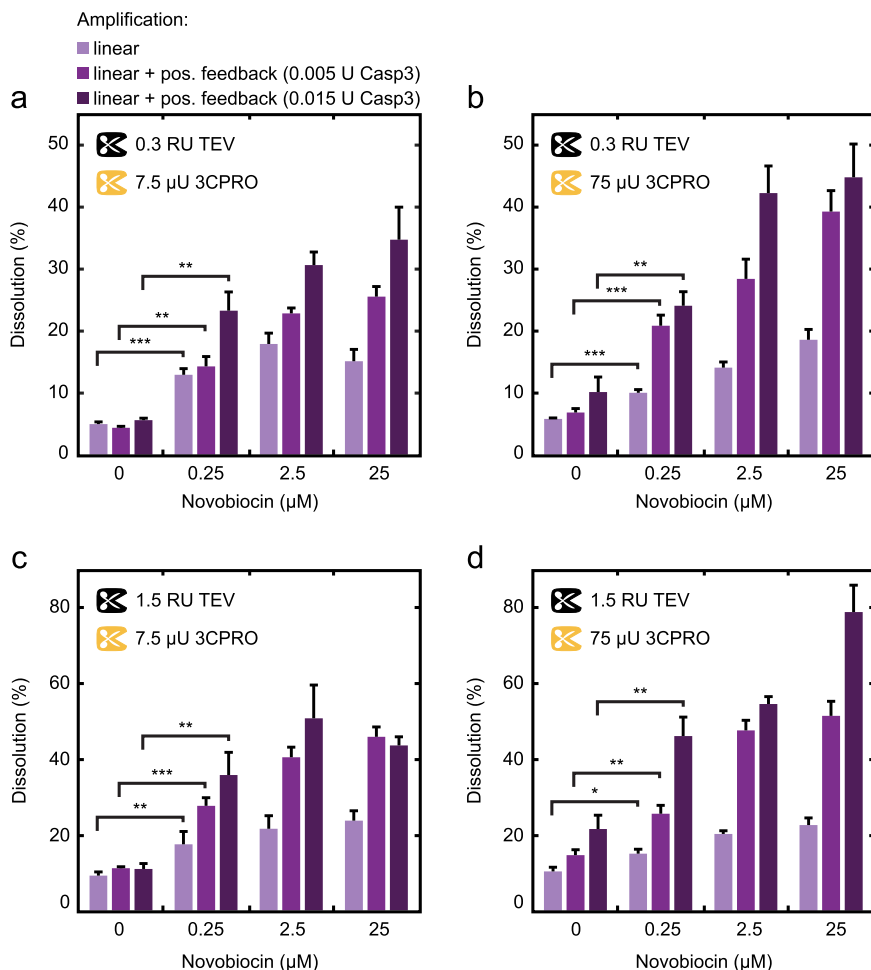 Amplification:
linear
linear + pos. feedback (0.005 U Casp3)
linear + pos. feedback (0.015 U Casp3)
a
50
40
30
20
10
0
Dissolution (%)
0.3 RU TEV
7.5 µU 3CPRO
***
**
**
0
0.25
2.5
25
Novobiocin (µM)
b
50
40
30
20
10
0
Dissolution (%)
0.3 RU TEV
75 µU 3CPRO
***
***
**
0
0.25
2.5
25
Novobiocin (µM)
c
80
60
40
20
0
Dissolution (%)
1.5 RU TEV
7.5 µU 3CPRO
**
***
**
0
0.25
2.5
25
Novobiocin (µM)
d
80
60
40
20
0
Dissolution (%)
1.5 RU TEV
75 µU 3CPRO
*
**
**
0
0.25
2.5
25
Novobiocin (µM)